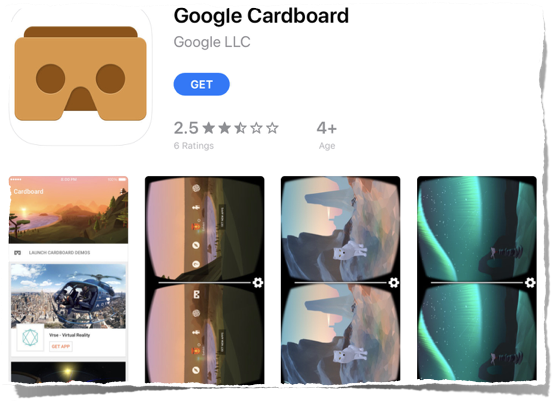 Google Cardboard
Google LLC
GET
2.5
4+
6 Ratings
Age
Cardboard
LAUNCH CARDBOARD DEMOS
Vrse - Virtual Reality
GET APP